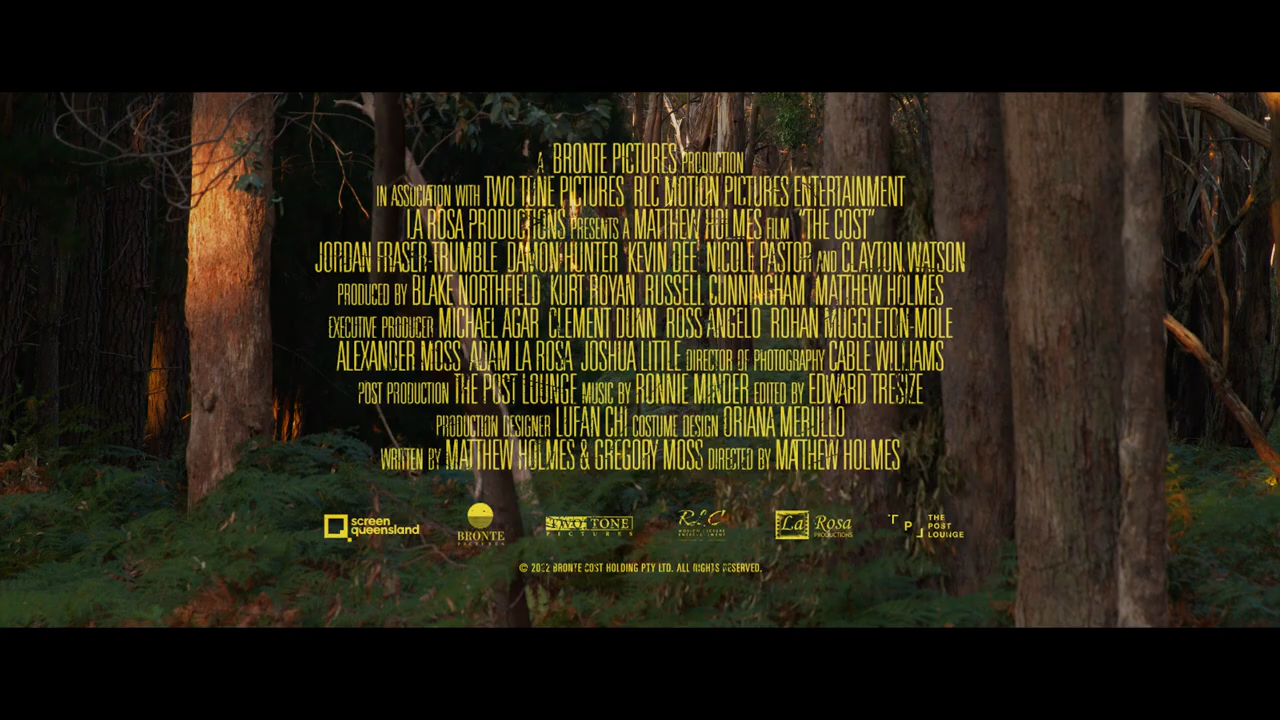 A BRONTE PICTURES PRODUCTION
IN ASSOCIATION WITH TWO TONE PICTURES RLC MOTION PICTURES ENTERTAINMENT
LA ROSA PRODUCTIONS PRESENTS A MATTHEW HOLMES FILM "THE COST"
JORDAN FRASER-TRUMBLE DAMON HUNTER KEVIN DEE NICOLE PASTOR AND CLAYTON WATSON
PRODUCED BY BLAKE NORTHFIELD KURT ROYAN RUSSELL CUNNINGHAM MATTHEW HOLMES
EXECUTIVE PRODUCER MICHAEL AGAR CLEMENT DUNN ROSS ANGELO ROHAN MUGGLETON-MOLE
ALEXANDER MOSS ADAM LA ROSA JOSHUA LITTLE DIRECTOR OF PHOTOGRAPHY CABLE WILLIAMS
POST PRODUCTION THE POST LOUNGE MUSIC BY RONNIE MINDER EDITED BY EDWARD TRESIZE
PRODUCTION DESIGNER LUFAN CHI COSTUME DESIGN ORIANA MERULLO
WRITTEN BY MATTHEW HOLMES & GREGORY MOSS DIRECTED BY MATTHEW HOLMES
screen queensland
BRONTE PICTURES
TWO TONE PICTURES
RLC
La Rosa PRODUCTIONS
T P L THE POST LOUNGE
© 2022 BRONTE COST HOLDING PTY LTD. ALL RIGHTS RESERVED.